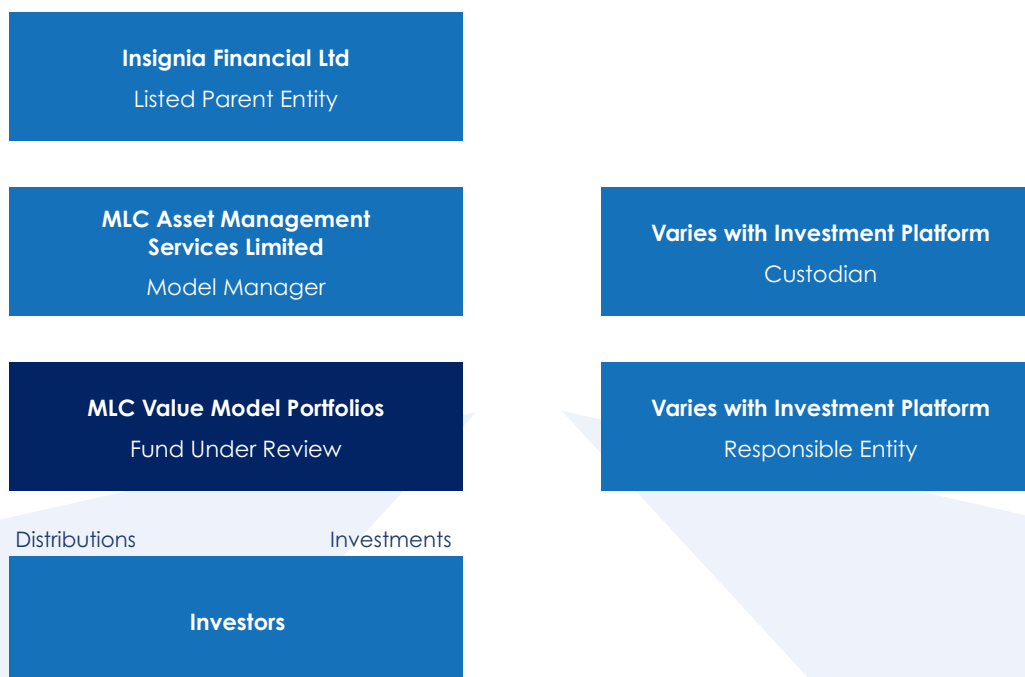 Insignia Financial Ltd
Listed Parent Entity
MLC Asset Management
Services Limited
Model Manager
Varies with Investment Platform
Custodian
MLC Value Model Portfolios
Fund Under Review
Varies with Investment Platform
Responsible Entity
Distributions
Investments
Investors